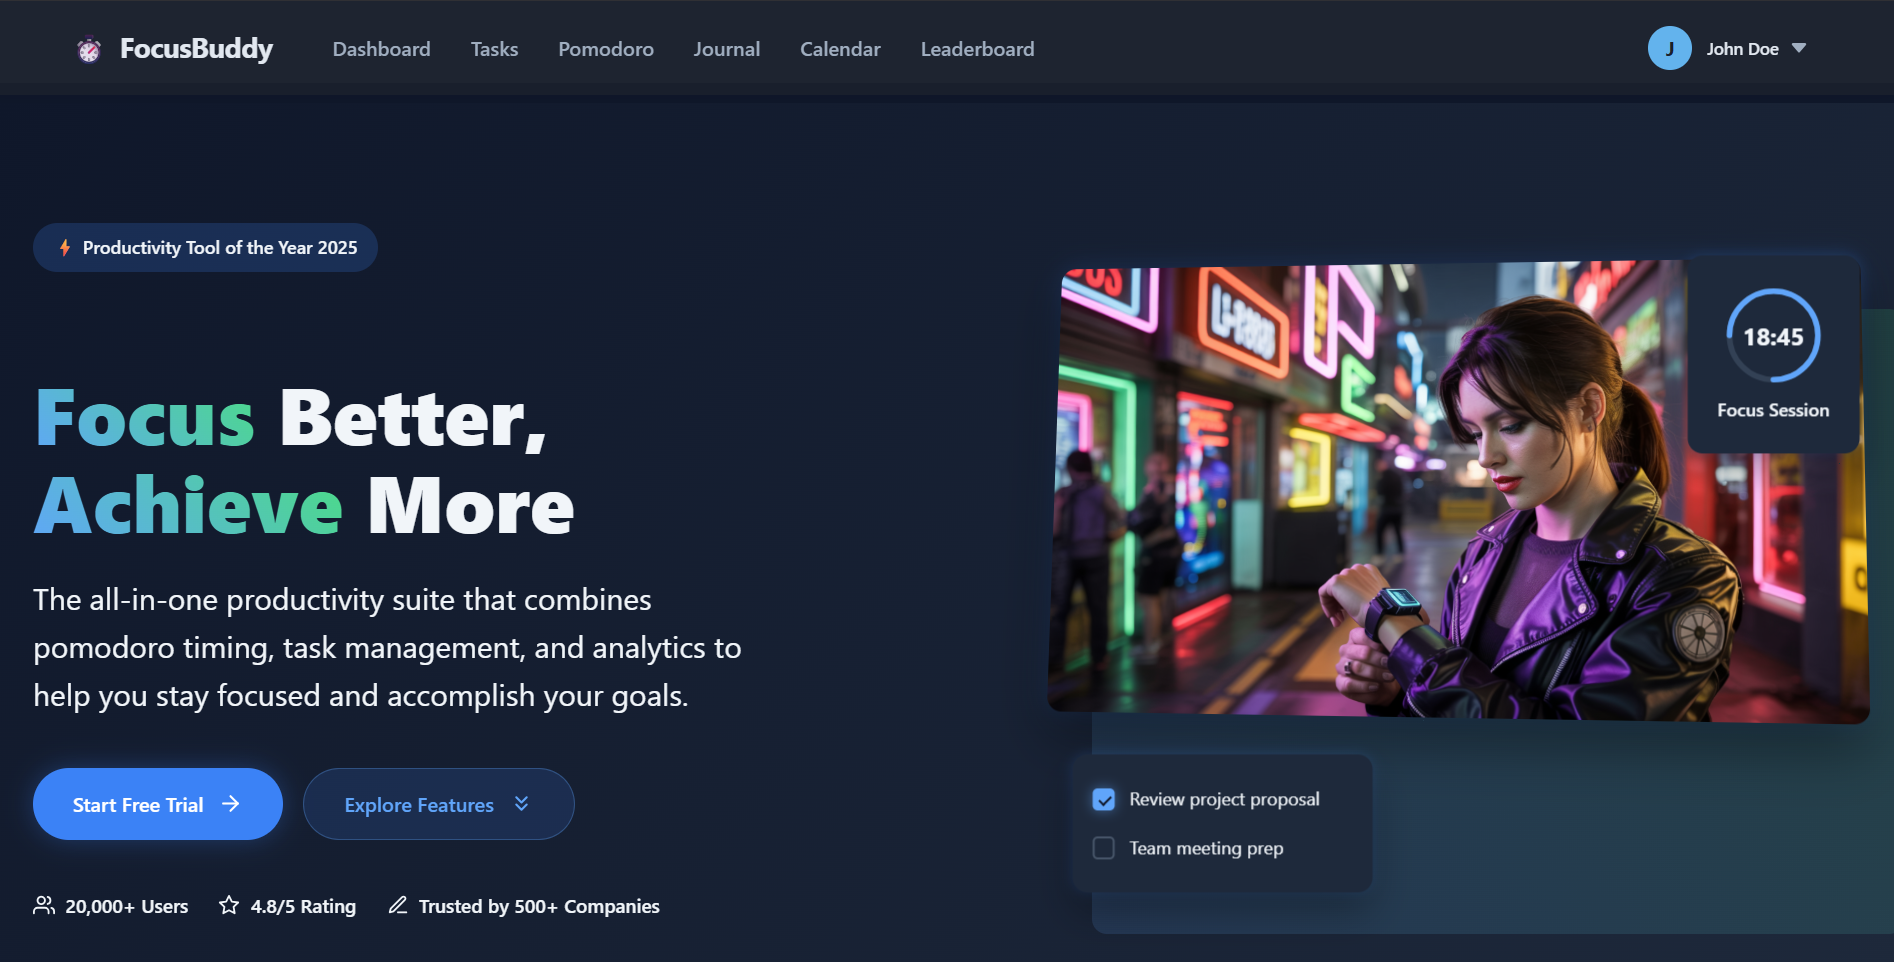 FocusBuddy
Dashboard
Tasks
Pomodoro
Journal
Calendar
Leaderboard
J
John Doe
Productivity Tool of the Year 2025
Focus Better,
Achieve More
The all-in-one productivity suite that combines
pomodoro timing, task management, and analytics to
help you stay focused and accomplish your goals.
Start Free Trial
Explore Features
20,000+ Users
4.8/5 Rating
Trusted by 500+ Companies
18:45
Focus Session
Review project proposal
Team meeting prep